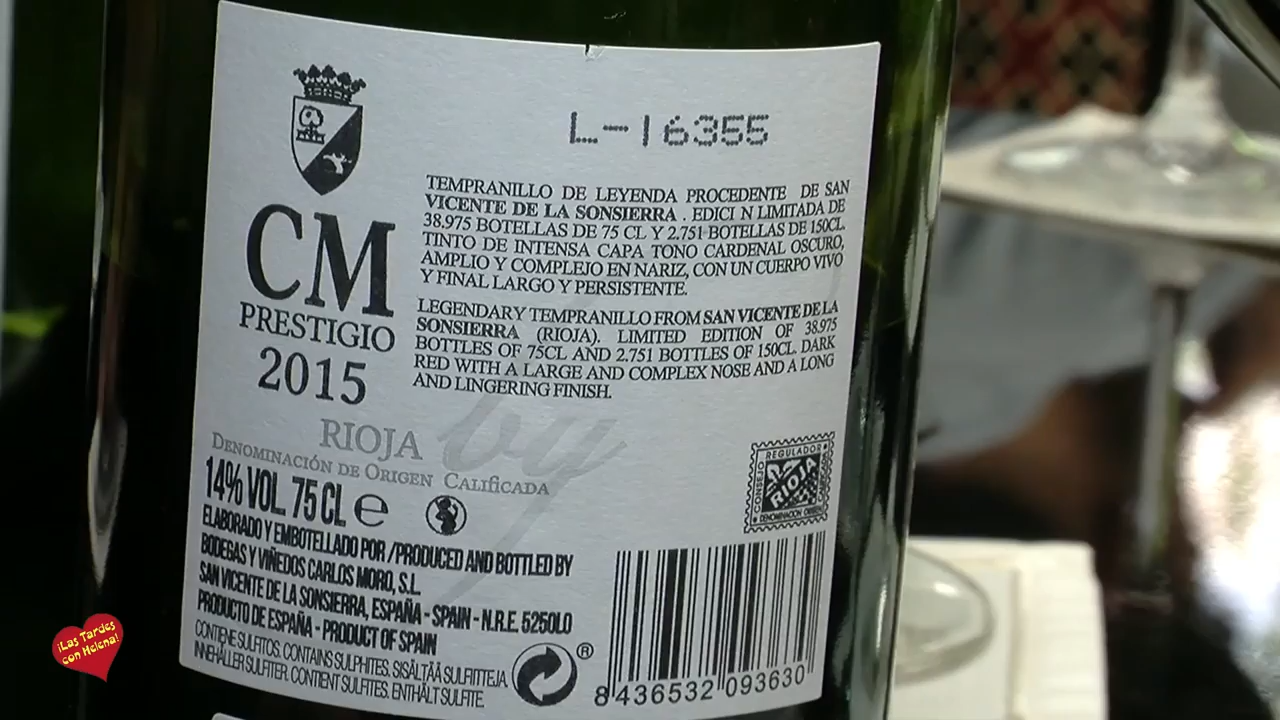 L-16355
TEMPRANILLO DE LEYENDA PROCEDENTE DE SAN
VICENTE DE LA SONSIERRA . EDICI N LIMITADA DE
38.975 BOTELLAS DE 75 CL Y 2.751 BOTELLAS DE 150CL.
TINTO DE INTENSA CAPA TONO CARDENAL OSCURO,
AMPLIO Y COMPLEJO EN NARIZ, CON UN CUERPO VIVO
Y FINAL LARGO Y PERSISTENTE.
LEGENDARY TEMPRANILLO FROM SAN VICENTE DE LA
SONSIERRA (RIOJA). LIMITED EDITION OF 38.975
BOTTLES OF 75CL AND 2.751 BOTTLES OF 150CL. DARK
RED WITH A LARGE AND COMPLEX NOSE AND A LONG
AND LINGERING FINISH.
CM
PRESTIGIO
2015
RIOJA
by
DENOMINACIÓN DE ORIGEN CALIFICADA
14% VOL. 75 CL e
ELABORADO Y EMBOTELLADO POR /PRODUCED AND BOTTLED BY
BODEGAS Y VIÑEDOS CARLOS MORO, S.L.
SAN VICENTE DE LA SONSIERRA, ESPAÑA - SPAIN - N.R.E. 5250LO
PRODUCTO DE ESPAÑA - PRODUCT OF SPAIN
CONTIENE SULFITOS. CONTAINS SULPHITES. SISÄLTÄÄ SULFIITTEJA
INNEHÅLLER SULFITER. CONTIENT SULFITES. ENTHÄLT SULFITE.
®
CONSEJO
REGULADOR
RIOJA
DENOMINACION ORIGEN
8 436532 093630
¡Las Tardes
con Helena!